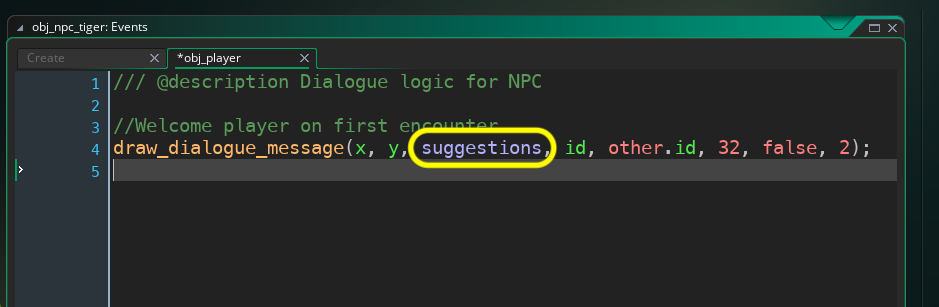 obj_npc_tiger: Events
Create
*obj_player
1 /// @description Dialogue logic for NPC
2
3 //Welcome player on first encounter
4 draw_dialogue_message(x, y, suggestions, id, other.id, 32, false, 2);
5